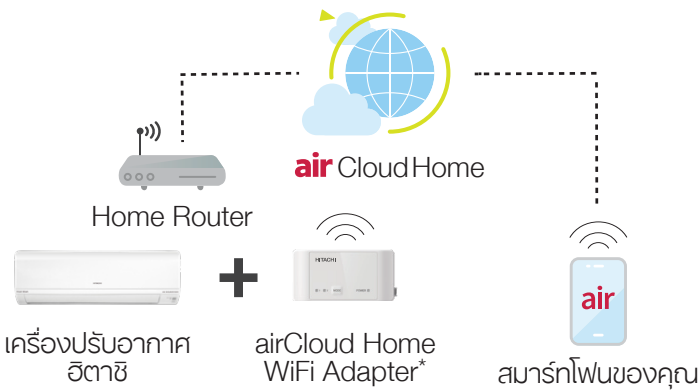 air CloudHome
Home Router
HITACHI
air
เครื่องปรับอากาศ
ฮิตาชิ
airCloud Home
WiFi Adapter*
สมาร์ทโฟนของคุณ